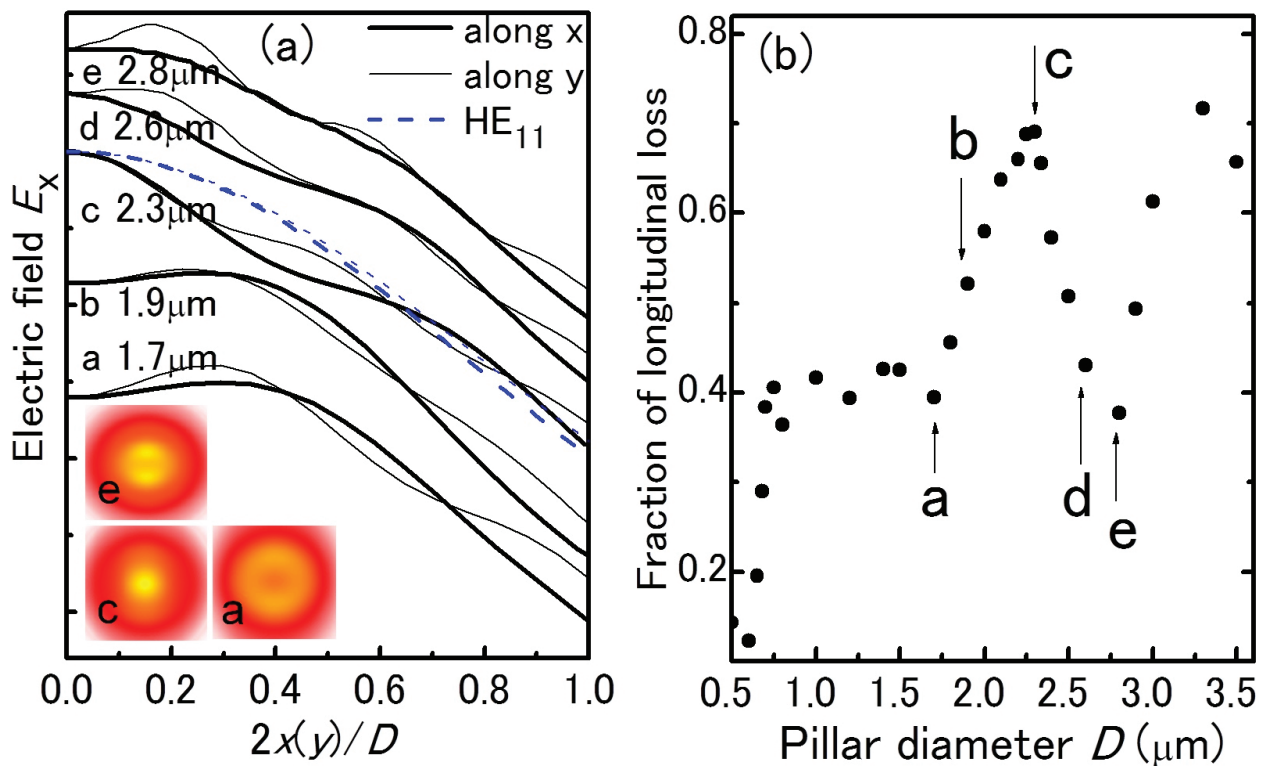 (a)
along x
along y
HE₁₁
e 2.8μm
d 2.6μm
c 2.3μm
b 1.9μm
a 1.7μm
e
c
a
Electric field Eₓ
0.0 0.2 0.4 0.6 0.8 1.0
2x(y)/D
(b)
c
b
a
d
e
Fraction of longitudinal loss
0.8
0.6
0.4
0.2
0.5 1.0 1.5 2.0 2.5 3.0 3.5
Pillar diameter D (μm)